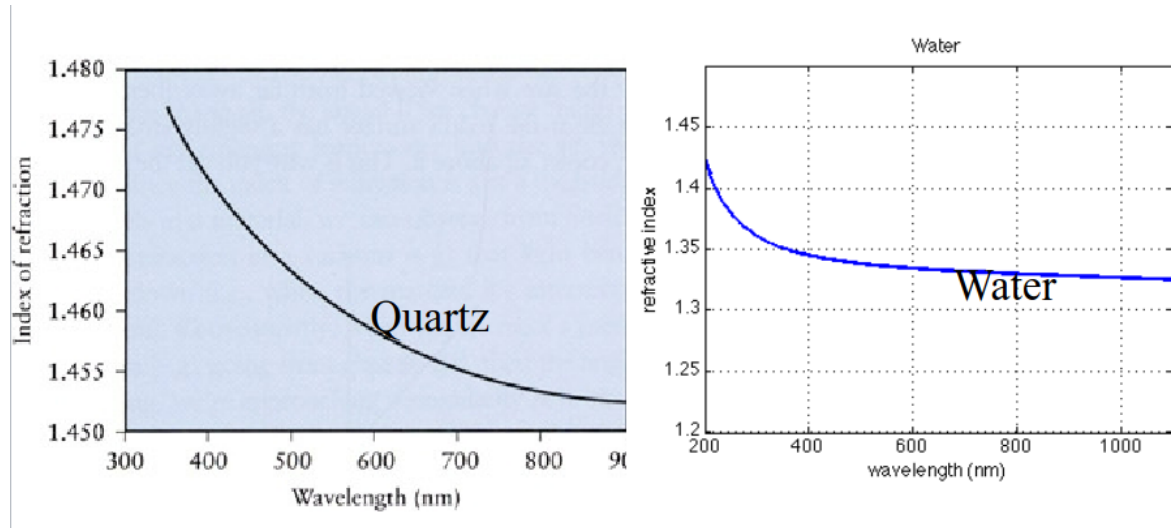 1.480
1.475
1.470
1.465
1.460
1.455
1.450
Index of refraction
Quartz
300 400 500 600 700 800 90
Wavelength (nm)
Water
1.45
1.4
1.35
1.3
1.25
1.2
refractive index
Water
200 400 600 800 1000
wavelength (nm)